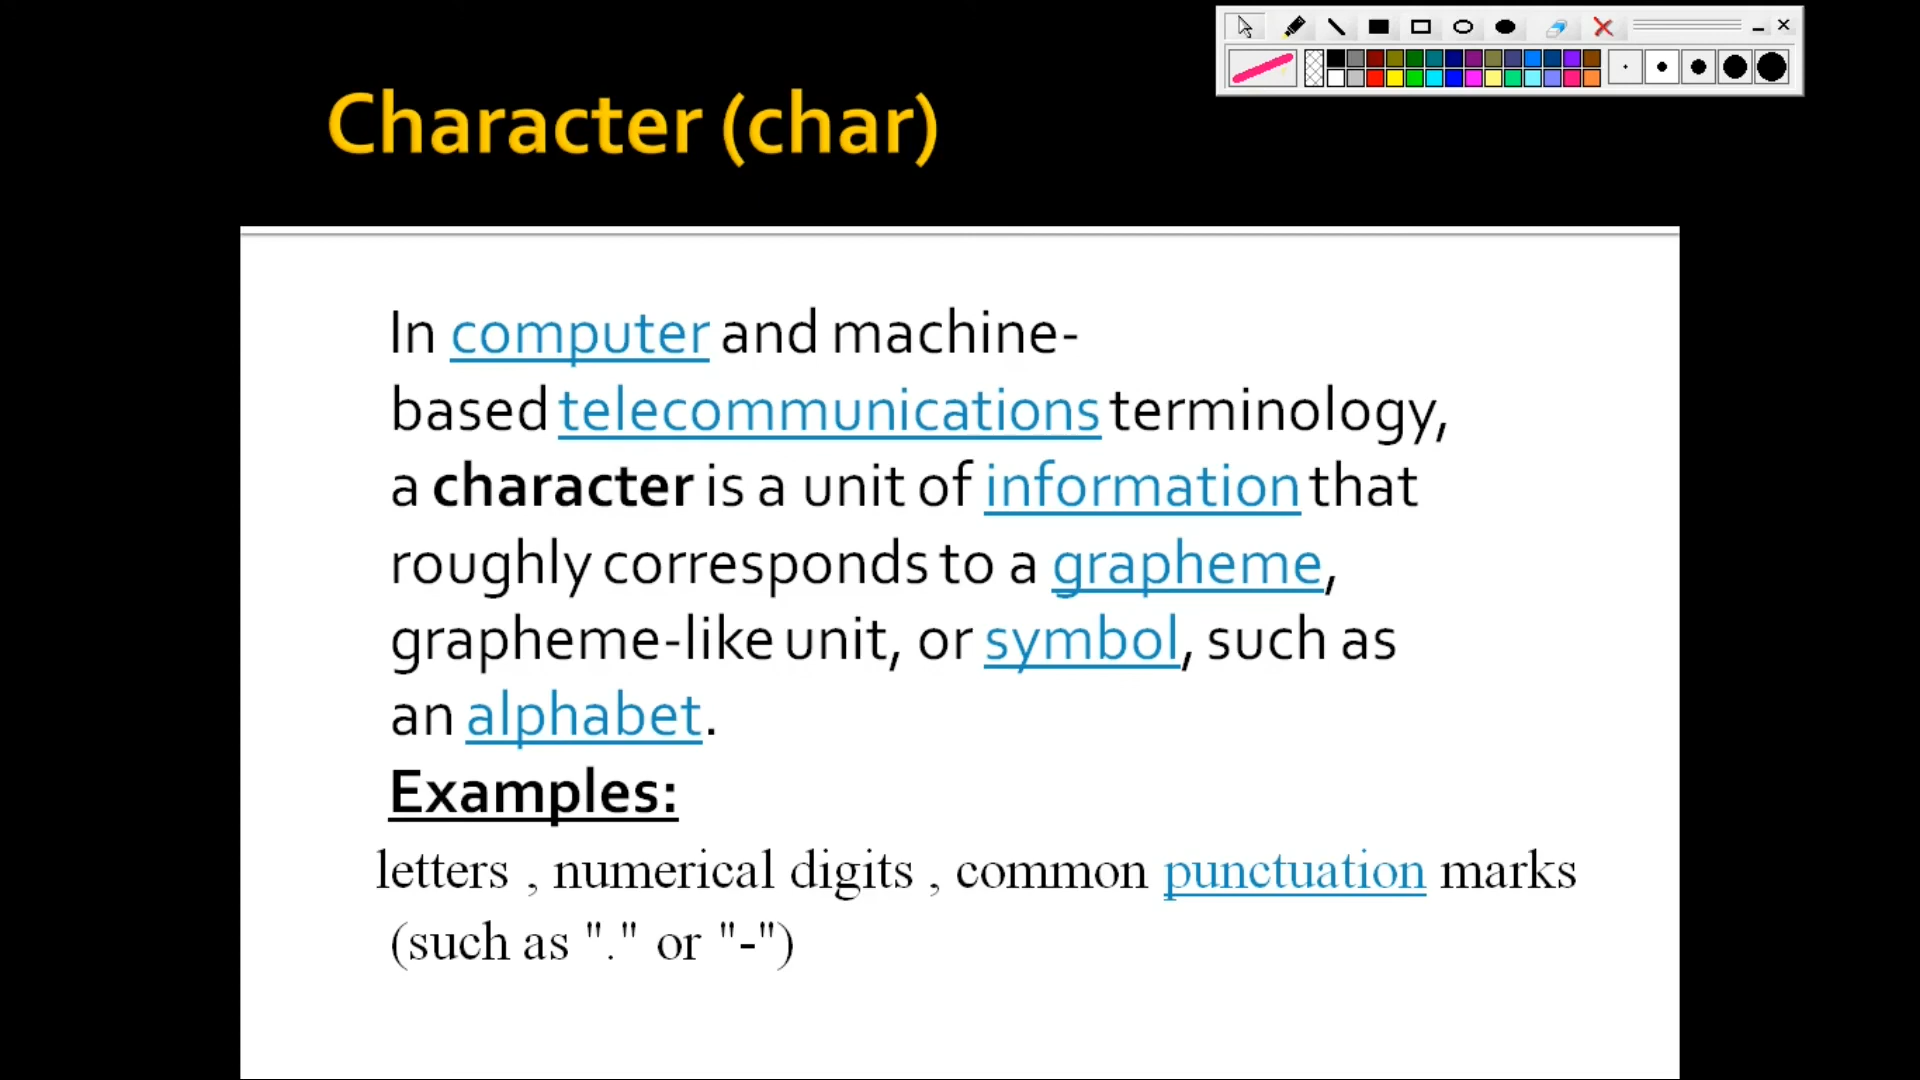 Character (char)
In computer and machine-
based telecommunications terminology,
a character is a unit of information that
roughly corresponds to a grapheme,
grapheme-like unit, or symbol, such as
an alphabet.
Examples:
letters , numerical digits , common punctuation marks
(such as "." or "-")